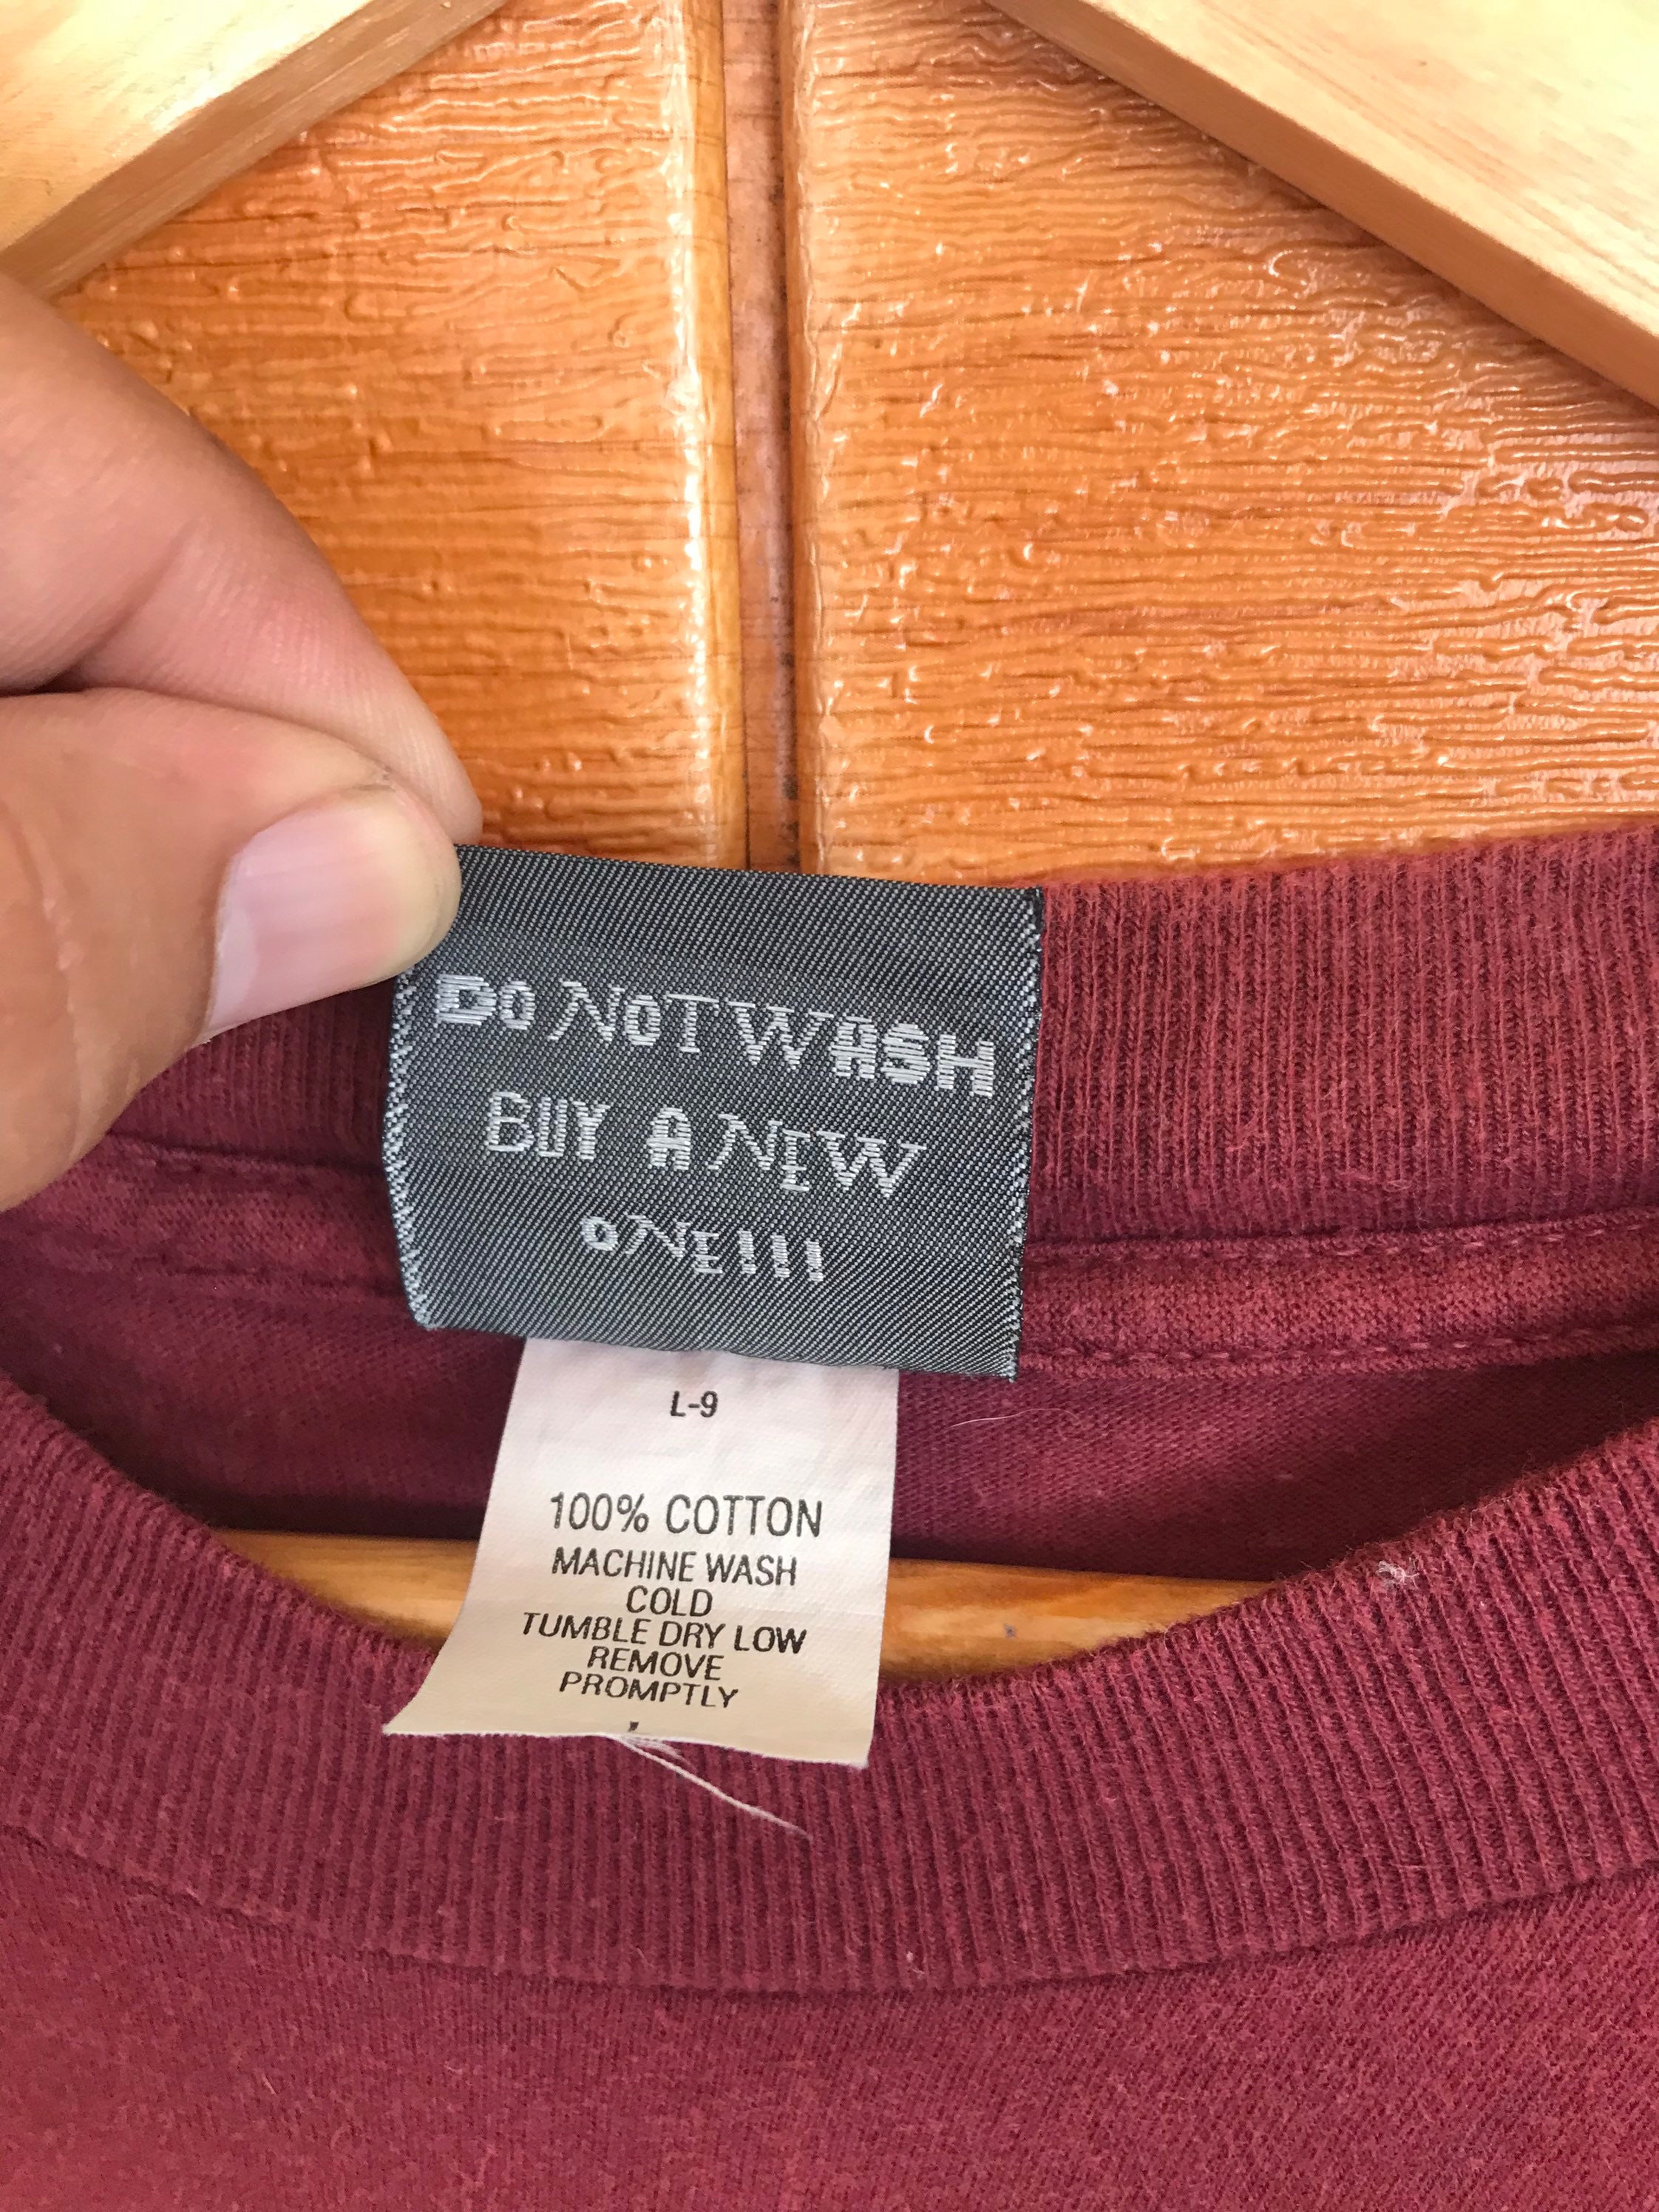 DO NOT WASH
BUY A NEW
ONE!!!
L-9
100% COTTON
MACHINE WASH
COLD
TUMBLE DRY LOW
REMOVE
PROMPTLY